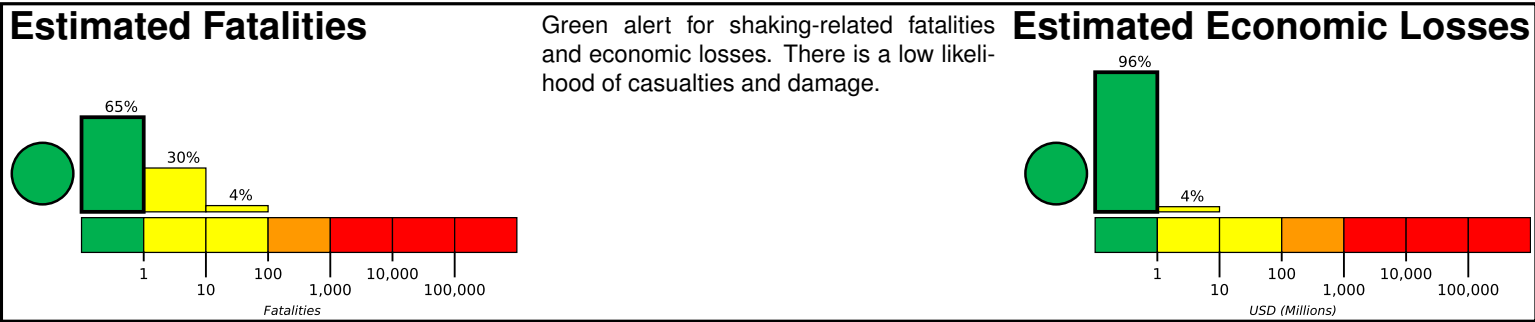 Estimated Fatalities
65%
30%
4%
1
10
100
1,000
10,000
100,000
Fatalities
Green alert for shaking-related fatalities
and economic losses. There is a low likeli-
hood of casualties and damage.
Estimated Economic Losses
96%
4%
1
10
100
1,000
10,000
100,000
USD (Millions)